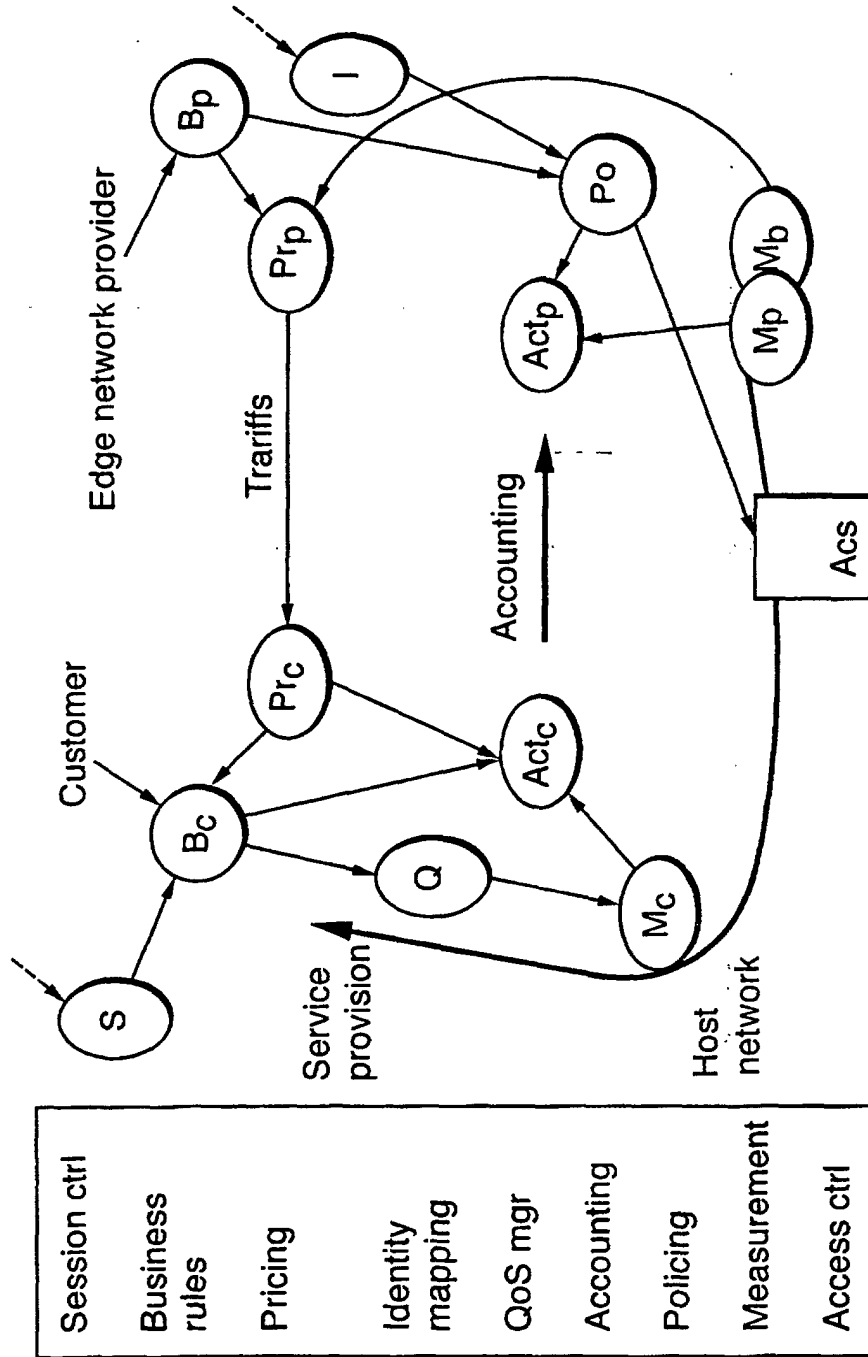 Session ctrl
Business
rules
Pricing
Identity
mapping
QoS mgr
Accounting
Policing
Measurement
Access ctrl
S
Customer
Edge network provider
Bc
Bp
Prc
Trariffs
Prp
I
Service
provision
Q
Accounting
Actc
Actp
Po
Host
network
Mc
Mp
Mb
Acs